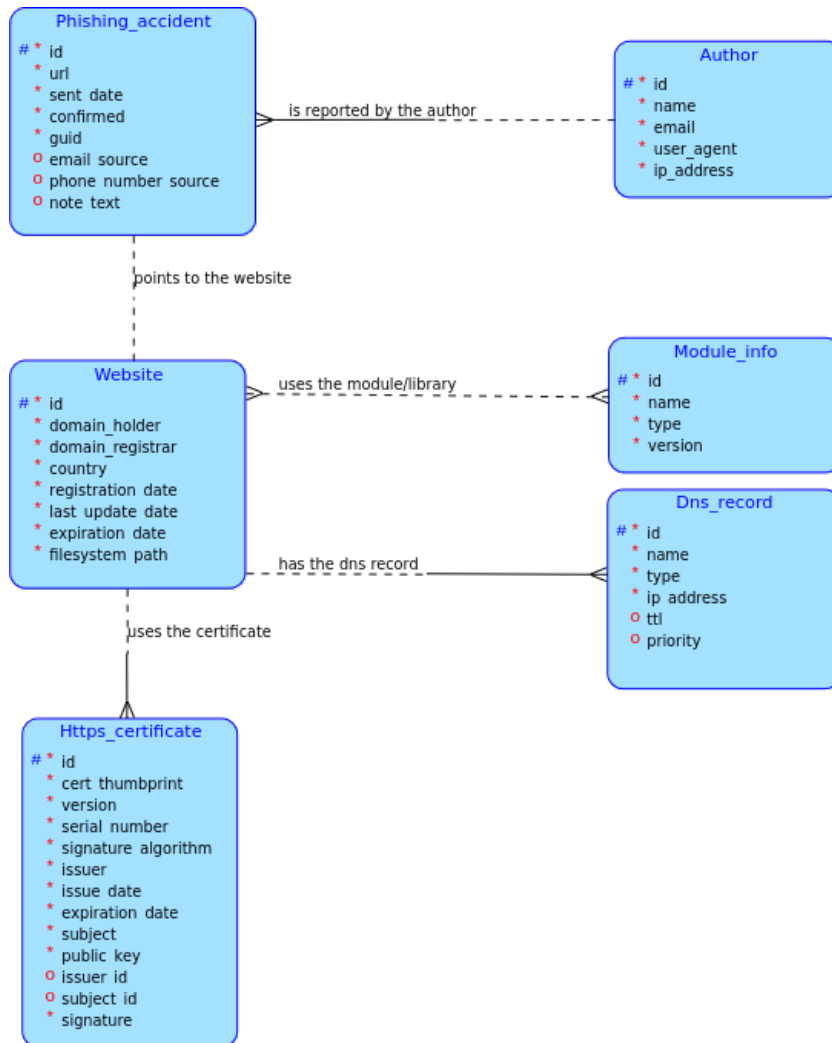 Phishing_accident
# * id
* url
* sent date
* confirmed
* guid
o email source
o phone number source
o note text
is reported by the author
Author
# * id
* name
* email
* user_agent
* ip_address
points to the website
Website
# * id
* domain_holder
* domain_registrar
* country
* registration date
* last update date
* expiration date
* filesystem path
uses the module/library
Module_info
# * id
* name
* type
* version
has the dns record
Dns_record
# * id
* name
* type
* ip address
o ttl
o priority
uses the certificate
Https_certificate
# * id
* cert thumbprint
* version
* serial number
* signature algorithm
* issuer
* issue date
* expiration date
* subject
* public key
o issuer id
o subject id
* signature